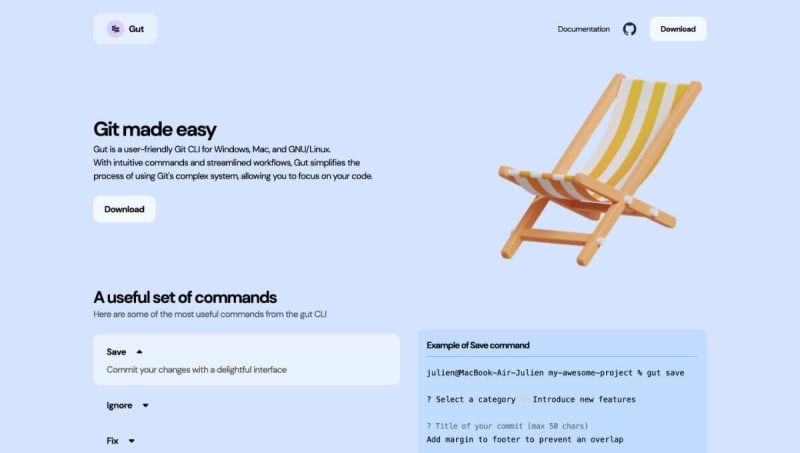 Gut
Documentation
Download
Git made easy
Gut is a user-friendly Git CLI for Windows, Mac, and GNU/Linux.
With intuitive commands and streamlined workflows, Gut simplifies the
process of using Git's complex system, allowing you to focus on your code.
Download
A useful set of commands
Here are some of the most useful commands from the gut CLI
Save
Commit your changes with a delightful interface
Ignore
Fix
Example of Save command
julien@MacBook-Air-Julien my-awesome-project % gut save
? Select a category ✨ Introduce new features
? Title of your commit (max 50 chars)
Add margin to footer to prevent an overlap